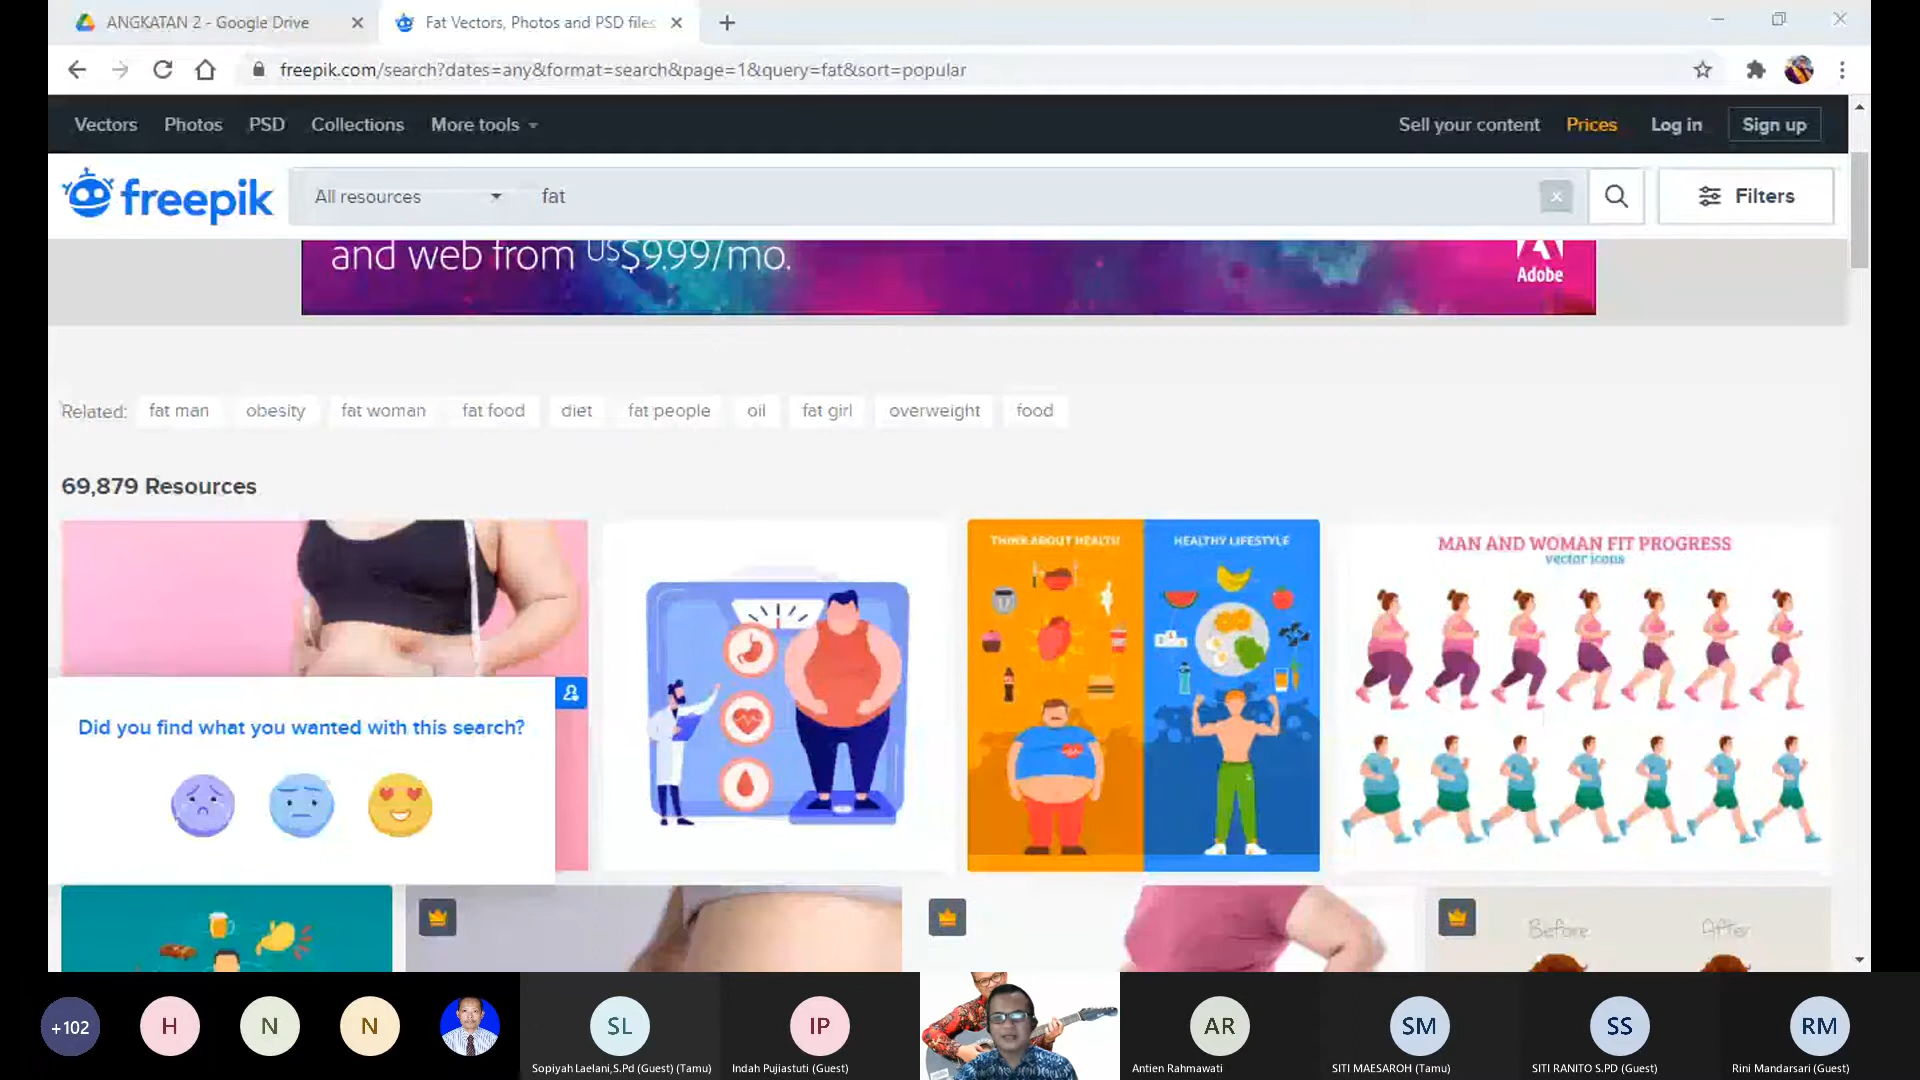 ANGKATAN 2 - Google Drive
Fat Vectors, Photos and PSD files
freepik.com/search?dates=any&format=search&page=1&query=fat&sort=popular
Vectors Photos PSD Collections More tools Sell your content Prices Log in Sign up
freepik All resources fat Filters
and web from US$9.99/mo.
Adobe
Related: fat man obesity fat woman fat food diet fat people oil fat girl overweight food
69,879 Resources
THINK ABOUT HEALTH HEALTHY LIFESTYLE
MAN AND WOMAN FIT PROGRESS
vector icons
Did you find what you wanted with this search?
Before After
+102 H N N SL IP AR SM SS RM
Sopiyah Laelani,S.Pd (Guest) (Tamu) Indah Pujiastuti (Guest) Antien Rahmawati SITI MAESAROH (Tamu) SITI RANITO S.PD (Guest) Rini Mandarsari (Guest)